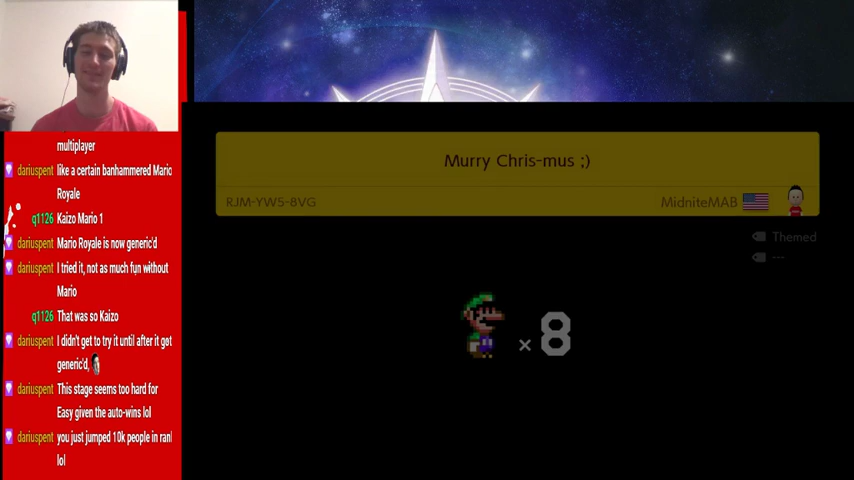 multiplayer
dariuspent like a certain banhammered Mario
Royale
q1126 Kaizo Mario 1
dariuspent Mario Royale is now generic'd
dariuspent I tried it, not as much fun without
Mario
q1126 That was so Kaizo
dariuspent I didn't get to try it until after it got
generic'd,
dariuspent This stage seems too hard for
Easy given the auto-wins lol
dariuspent you just jumped 10k people in rank
lol
Murry Chris-mus ;)
RJM-YW5-8VG
MidniteMAB
Themed
---
× 8